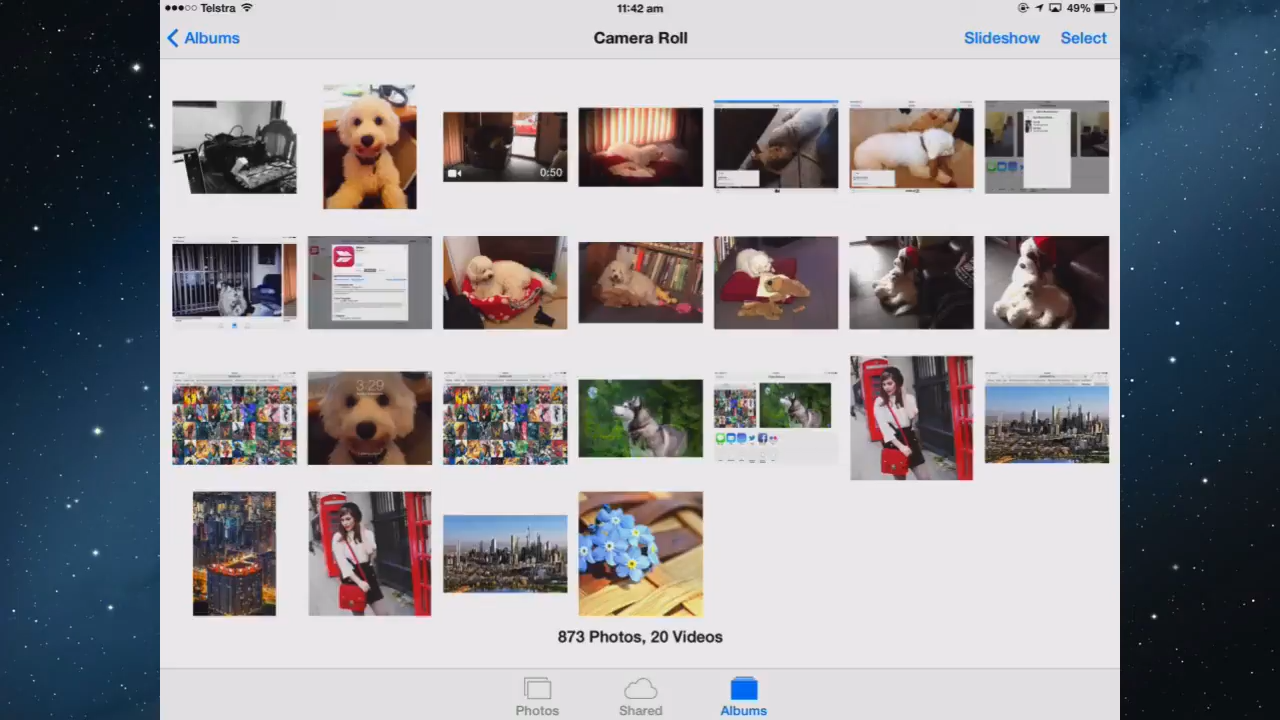 Telstra 11:42 am 49%
Albums Camera Roll Slideshow Select
0:50
3:29
873 Photos, 20 Videos
Photos Shared Albums